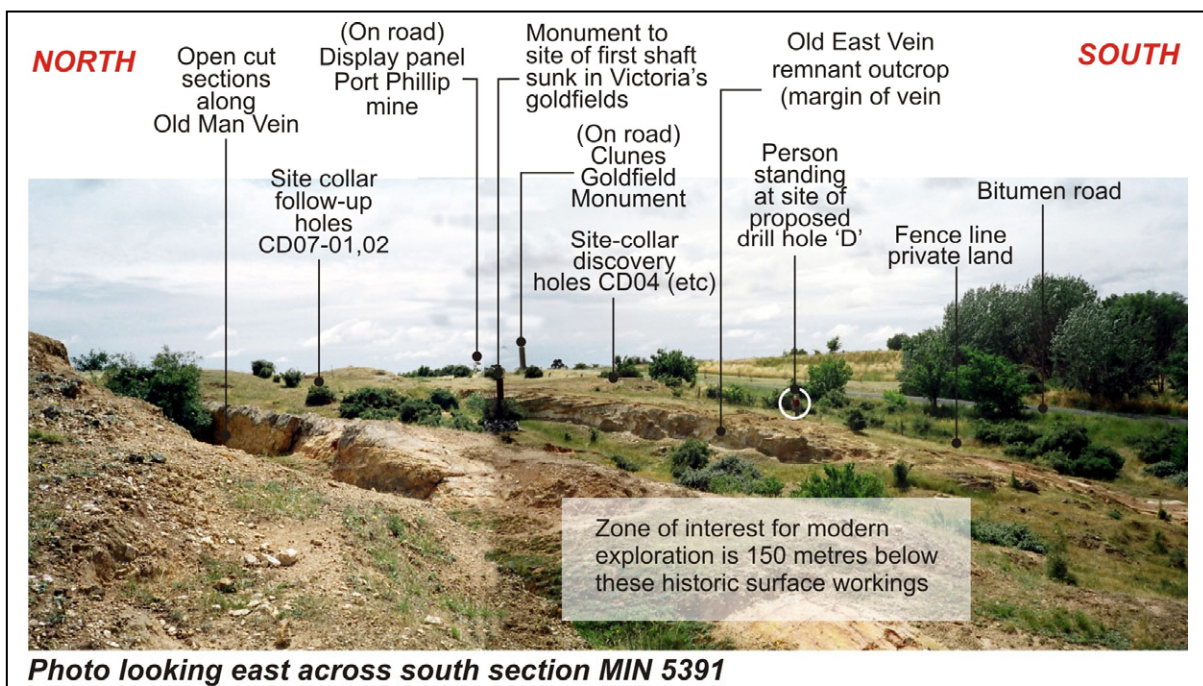 NORTH
Open cut
sections
along
Old Man Vein
(On road)
Display panel
Port Phillip
mine
Monument to
site of first shaft
sunk in Victoria's
goldfields
Old East Vein
remnant outcrop
(margin of vein
SOUTH
Site collar
follow-up
holes
CD07-01,02
(On road)
Clunes
Goldfield
Monument
Site-collar
discovery
holes CD04 (etc)
Person
standing
at site of
proposed
drill hole ‘D’
Fence line
private land
Bitumen road
Zone of interest for modern
exploration is 150 metres below
these historic surface workings
Photo looking east across south section MIN 5391